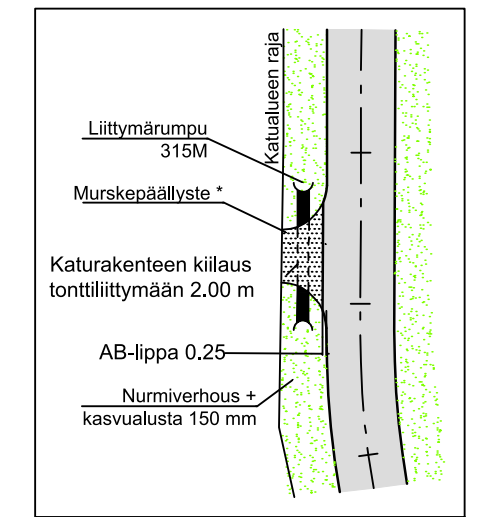 Katualueen raja
Liittymärumpu
315M
Murskepäällyste *
Katurakenteen kiilaus
tonttiliittymään 2.00 m
AB-lippa 0.25
Nurmiverhous +
kasvualusta 150 mm